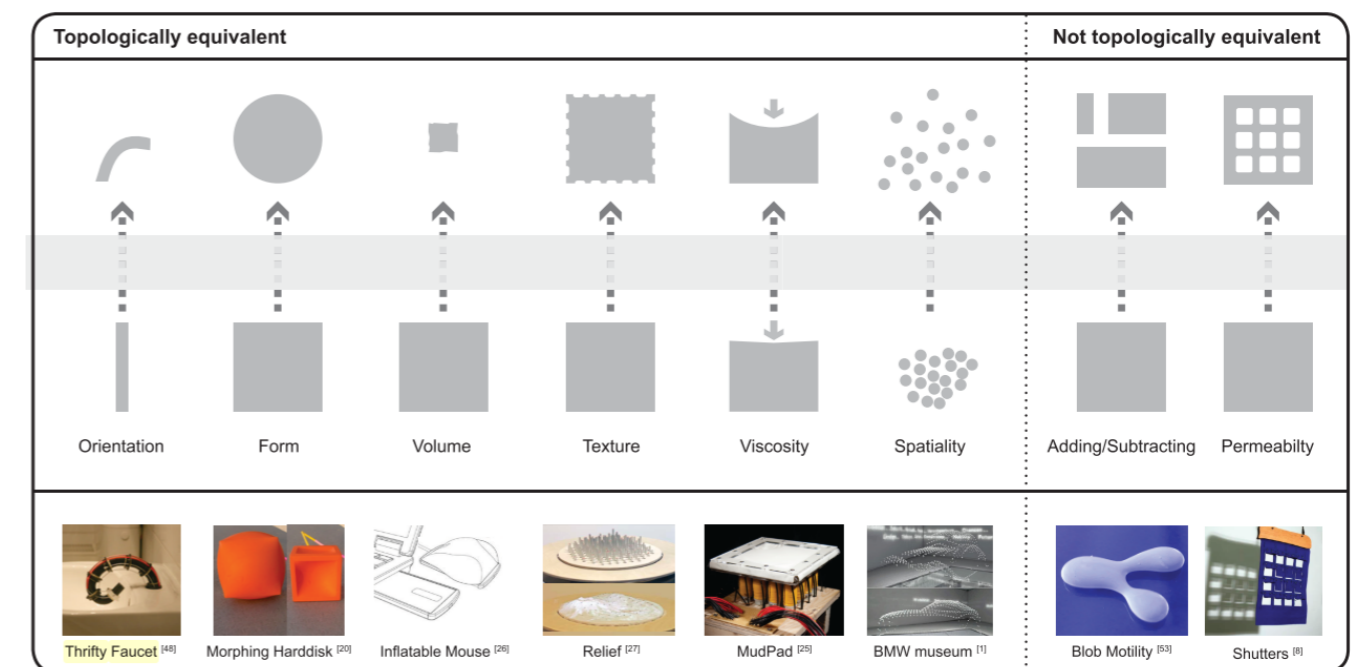 Topologically equivalent
Not topologically equivalent
Orientation
Form
Volume
Texture
Viscosity
Spatiality
Adding/Subtracting
Permeabilty
Thrifty Faucet [48]
Morphing Harddisk [20]
Inflatable Mouse [26]
Relief [27]
MudPad [25]
BMW museum [1]
Blob Motility [53]
Shutters [8]